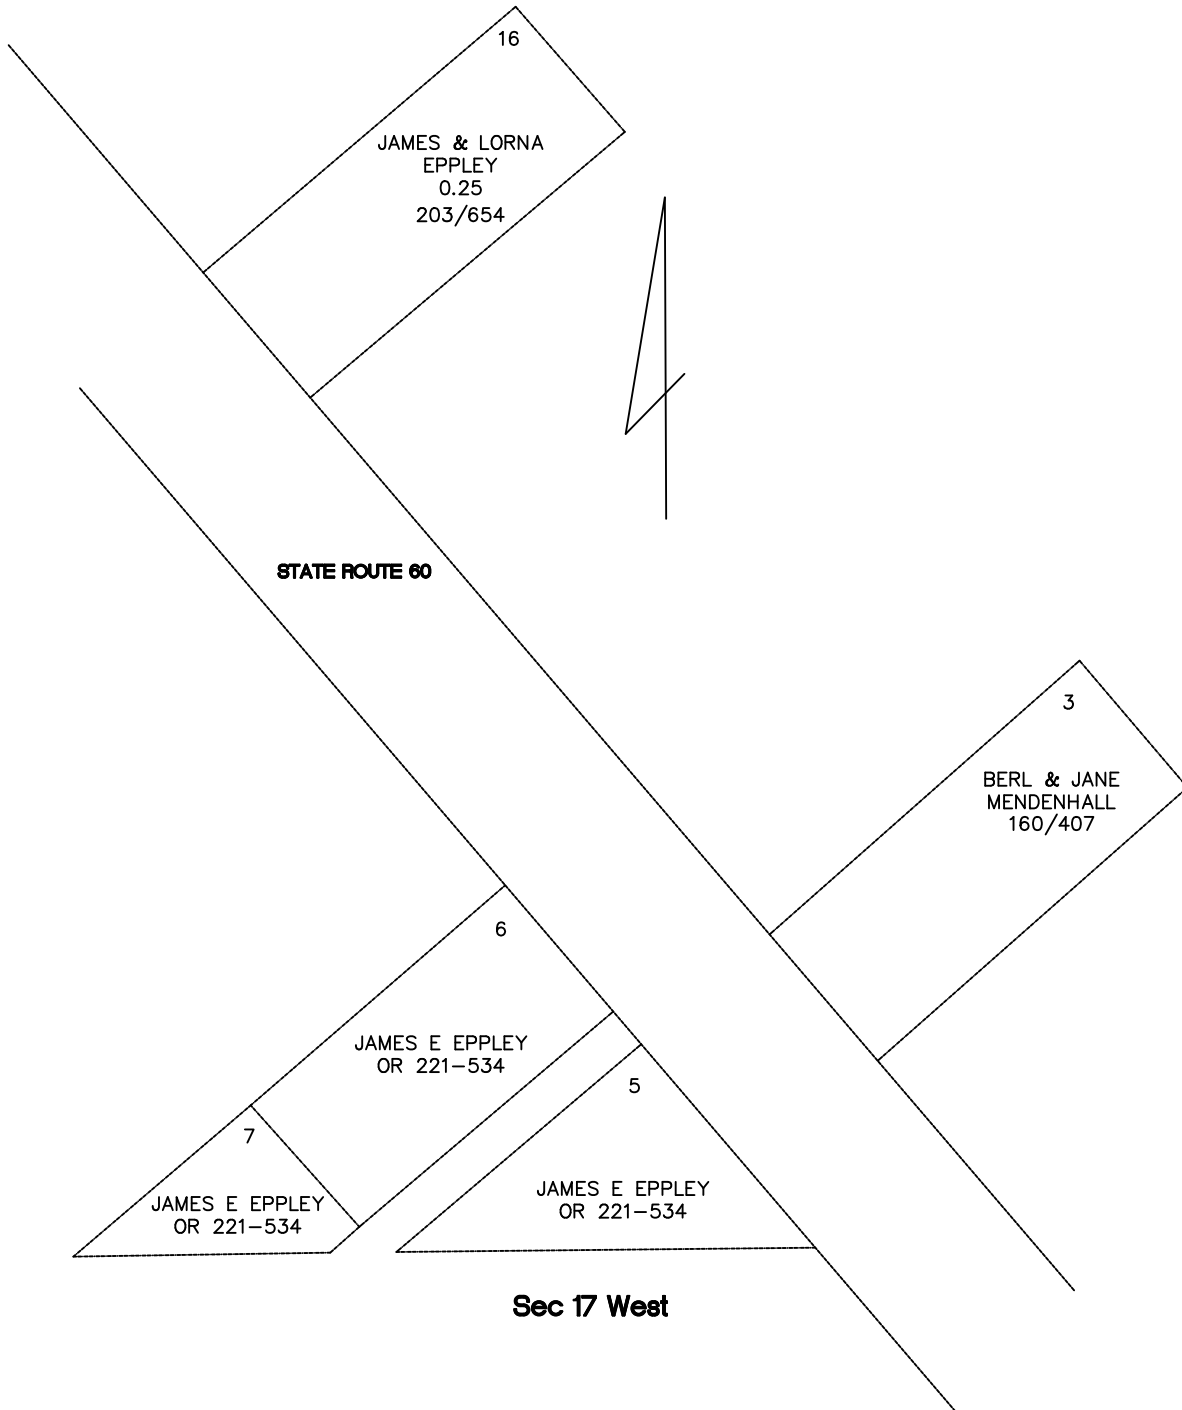 16
JAMES & LORNA
EPPLEY
0.25
203/654
STATE ROUTE 60
3
BERL & JANE
MENDENHALL
160/407
6
JAMES E EPPLEY
OR 221-534
5
7
JAMES E EPPLEY
OR 221-534
JAMES E EPPLEY
OR 221-534
Sec 17 West